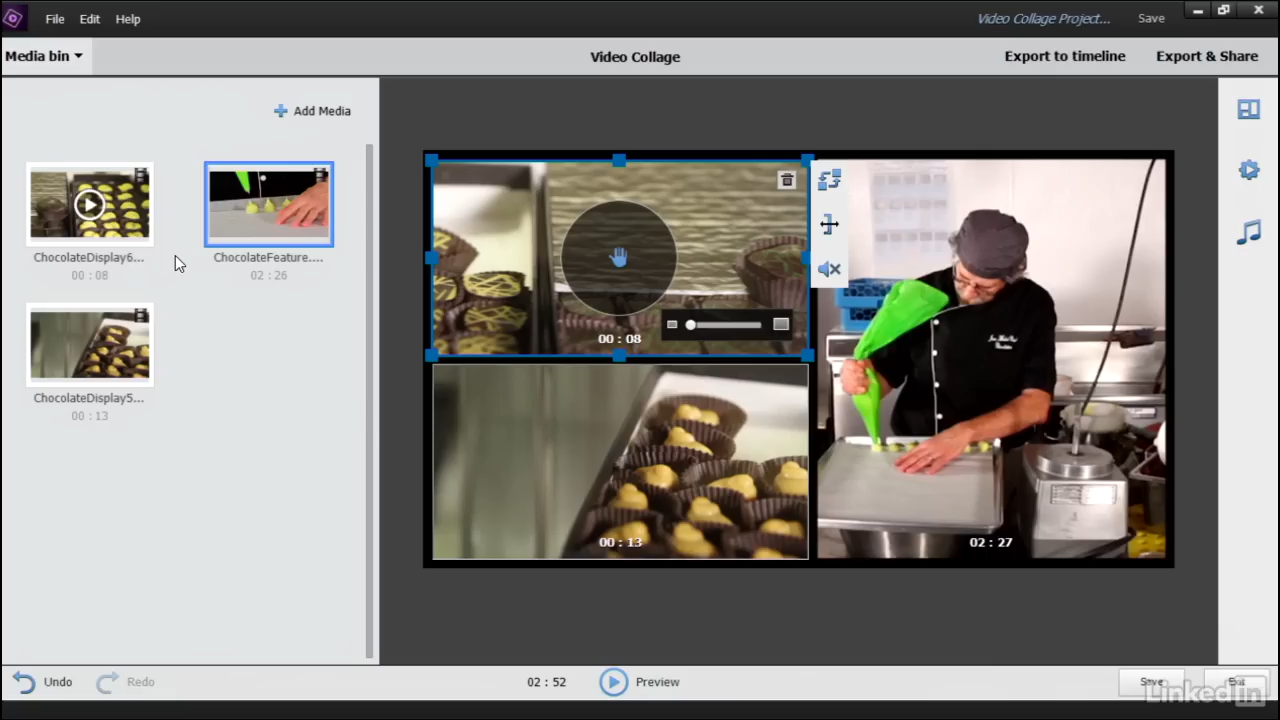 File Edit Help Video Collage Project... Save
Media bin Video Collage Export to timeline Export & Share
Add Media
ChocolateDisplay6... ChocolateFeature....
00 : 08 02 : 26
ChocolateDisplay5...
00 : 13
00 : 08
00 : 13
02 : 27
Undo Redo 02 : 52 Preview Save Exit
Linked in